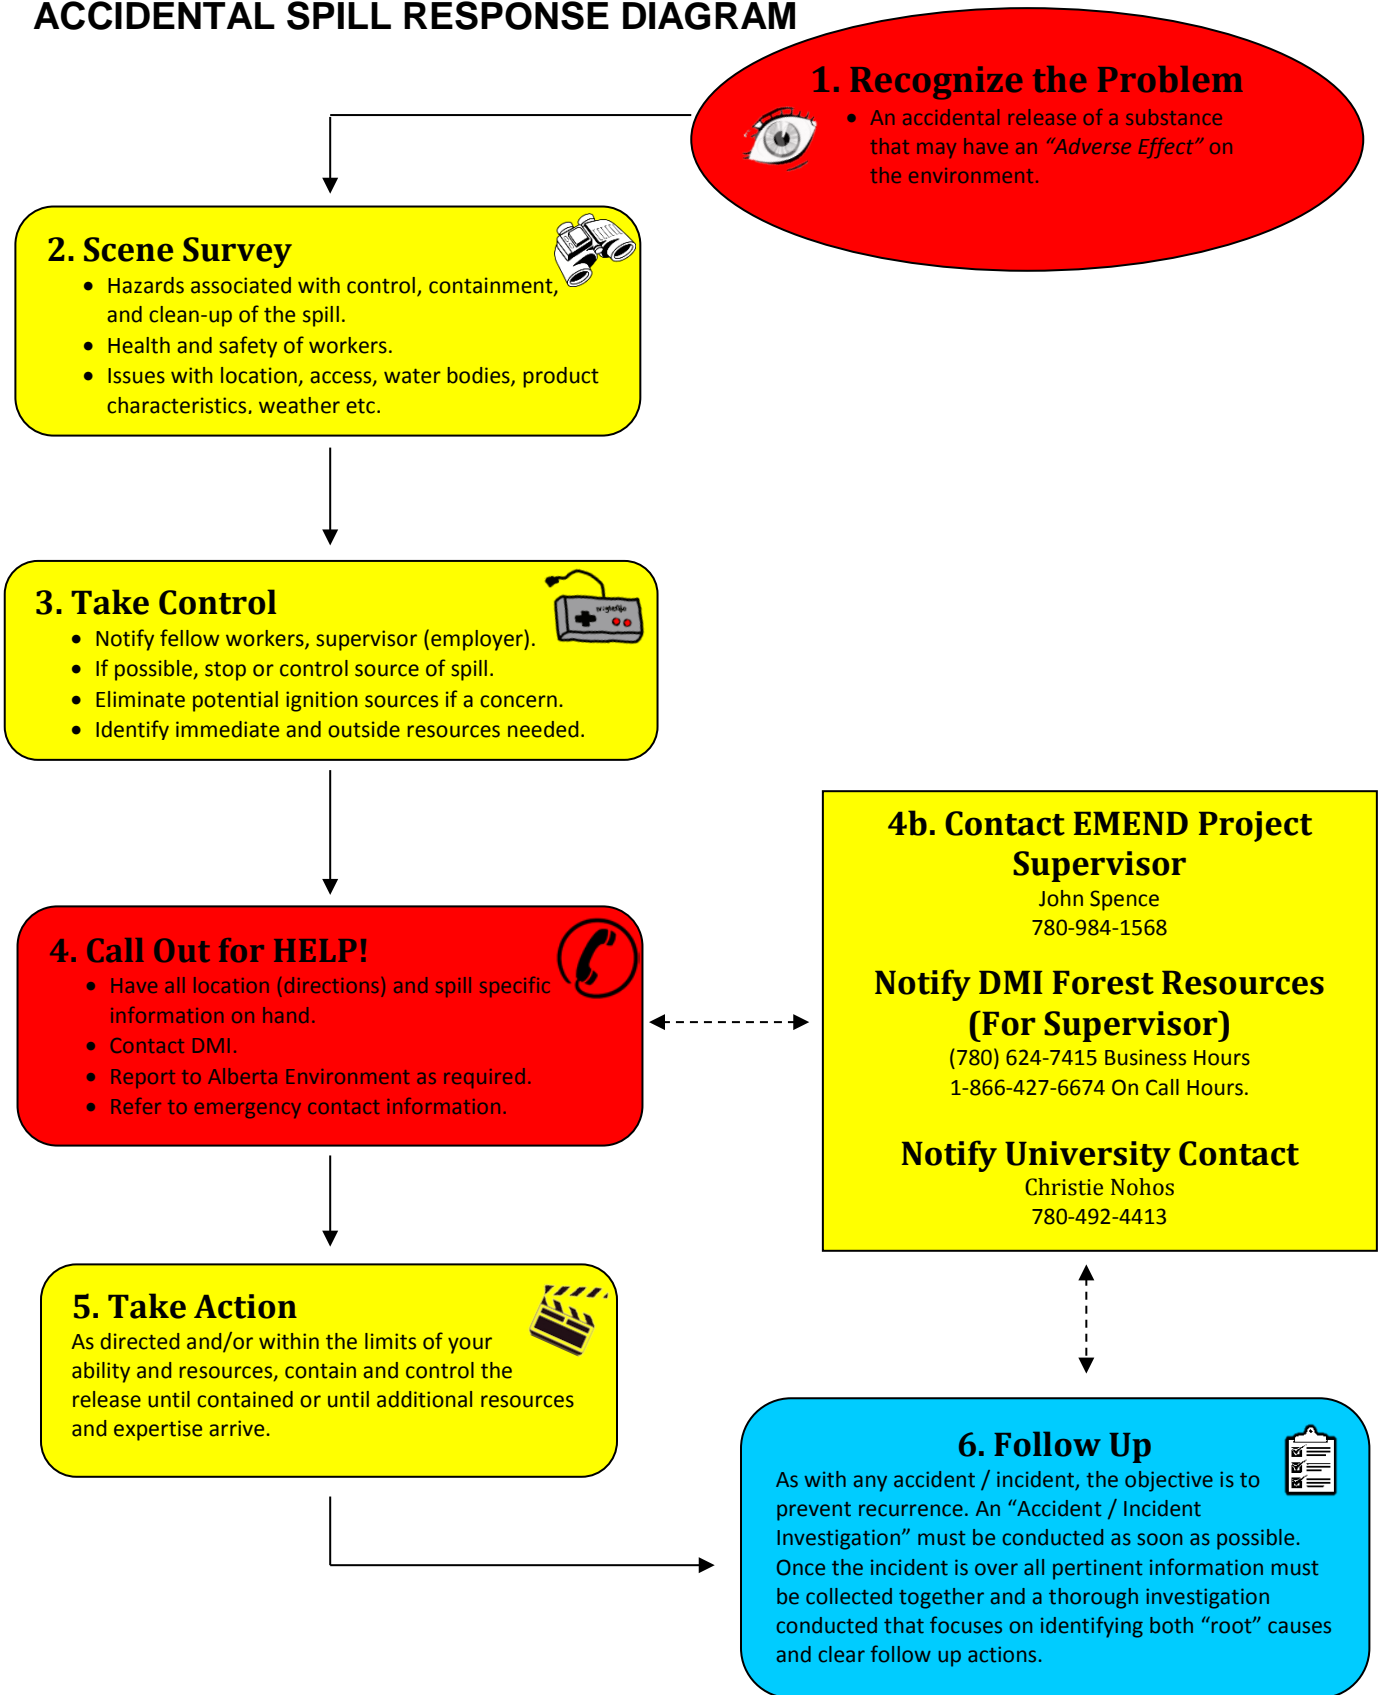 ACCIDENTAL SPILL RESPONSE DIAGRAM
1. Recognize the Problem
• An accidental release of a substance
that may have an “Adverse Effect” on
the environment.
2. Scene Survey
• Hazards associated with control, containment,
and clean-up of the spill.
• Health and safety of workers.
• Issues with location, access, water bodies, product
characteristics, weather etc.
3. Take Control
• Notify fellow workers, supervisor (employer).
• If possible, stop or control source of spill.
• Eliminate potential ignition sources if a concern.
• Identify immediate and outside resources needed.
4. Call Out for HELP!
• Have all location (directions) and spill specific
information on hand.
• Contact DMI.
• Report to Alberta Environment as required.
• Refer to emergency contact information.
4b. Contact EMEND Project
Supervisor
John Spence
780-984-1568
Notify DMI Forest Resources
(For Supervisor)
(780) 624-7415 Business Hours
1-866-427-6674 On Call Hours.
Notify University Contact
Christie Nohos
780-492-4413
5. Take Action
As directed and/or within the limits of your
ability and resources, contain and control the
release until contained or until additional resources
and expertise arrive.
6. Follow Up
As with any accident / incident, the objective is to
prevent recurrence. An “Accident / Incident
Investigation” must be conducted as soon as possible.
Once the incident is over all pertinent information must
be collected together and a thorough investigation
conducted that focuses on identifying both “root” causes
and clear follow up actions.